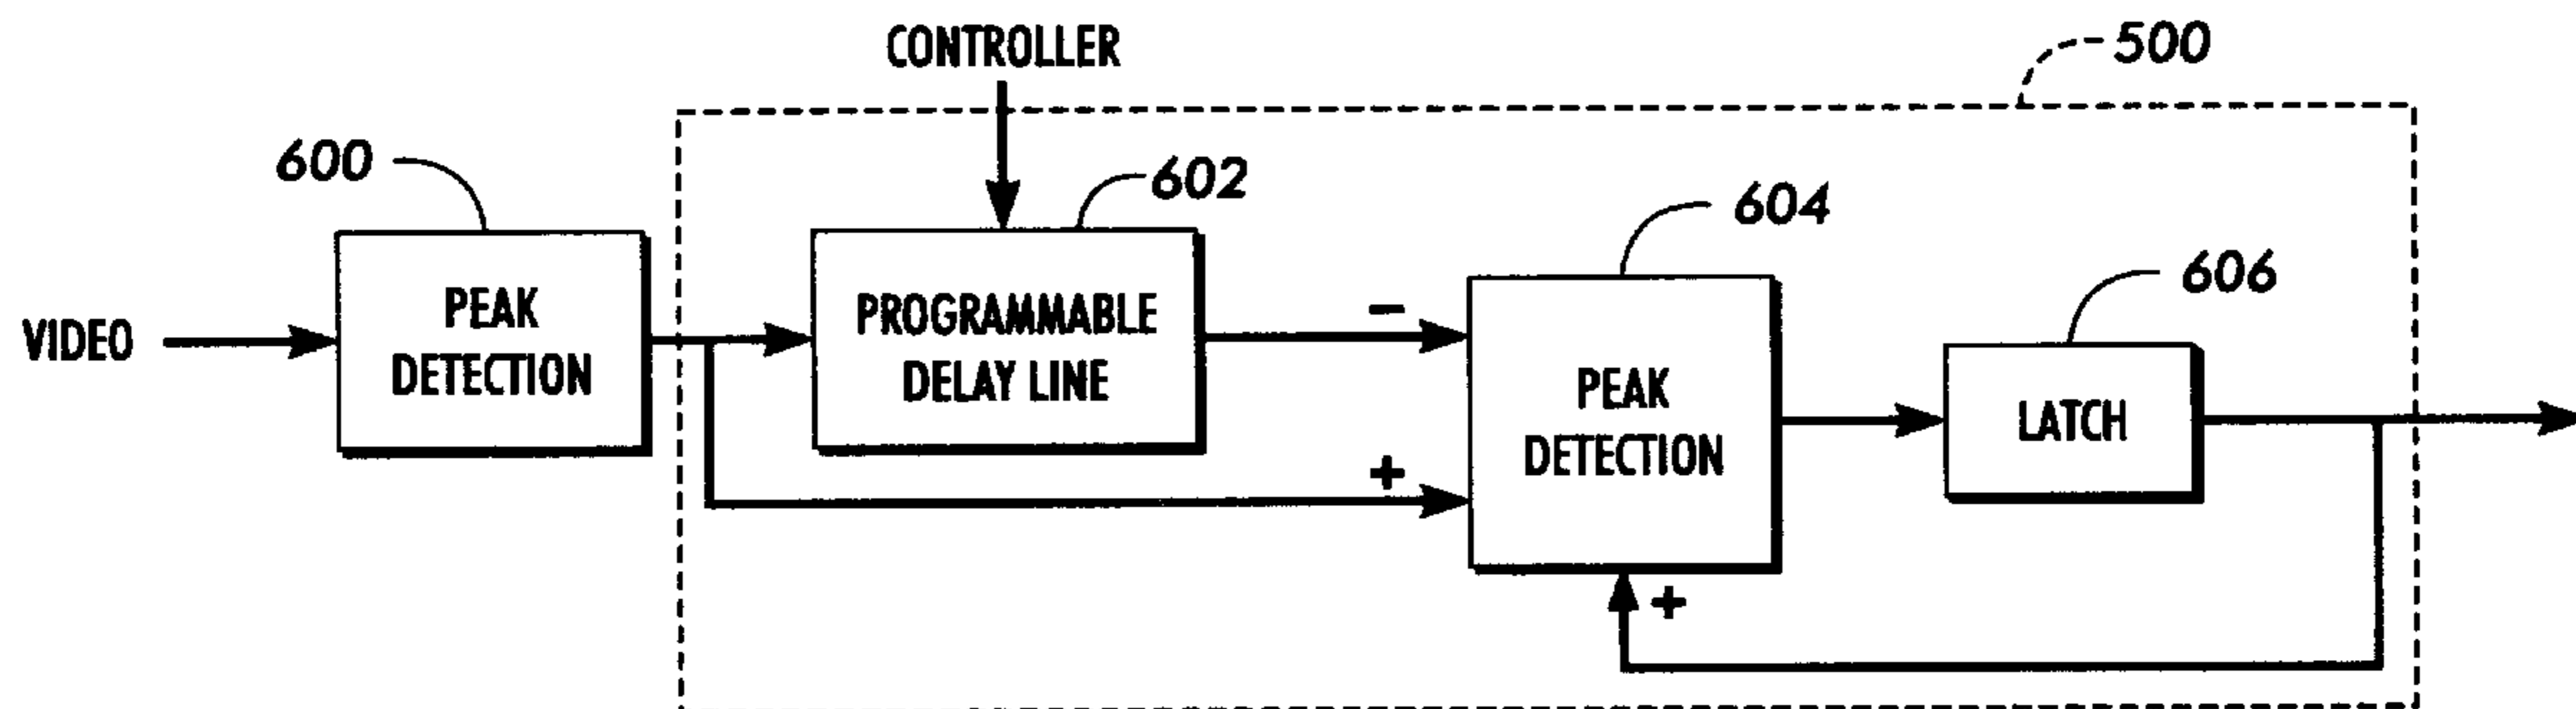 CONTROLLER
500
600
602
604
606
VIDEO
PEAK
DETECTION
PROGRAMMABLE
DELAY LINE
−
+
PEAK
DETECTION
+
LATCH